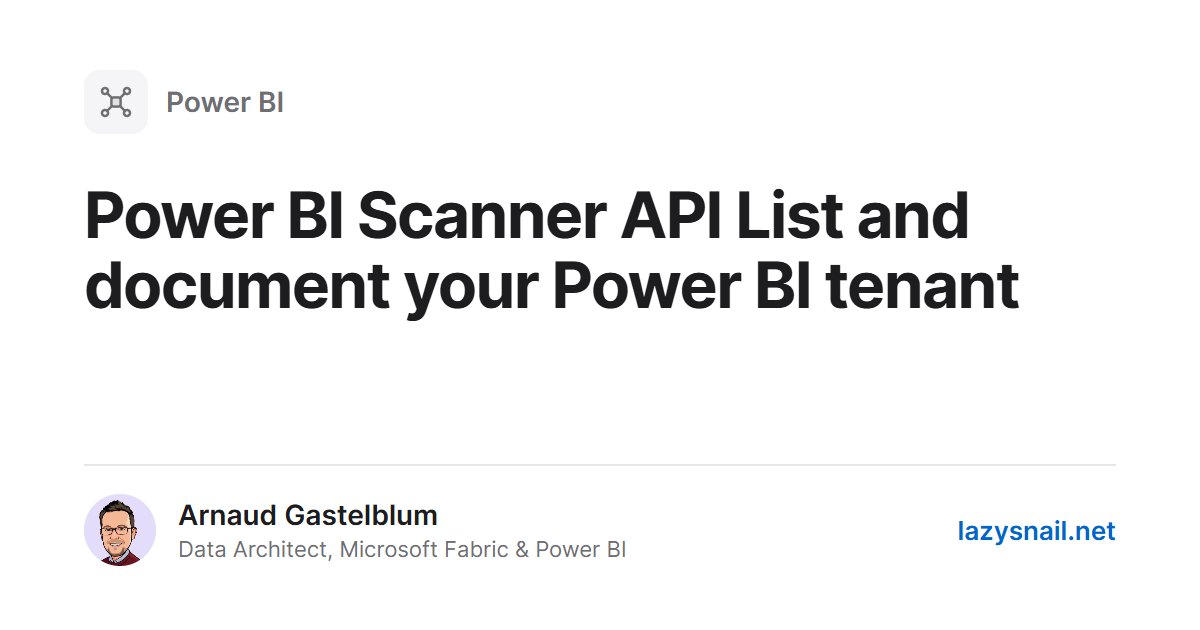 Power BI
Power BI Scanner API List and
document your Power BI tenant
Arnaud Gastelblum
Data Architect, Microsoft Fabric & Power BI
lazysnail.net